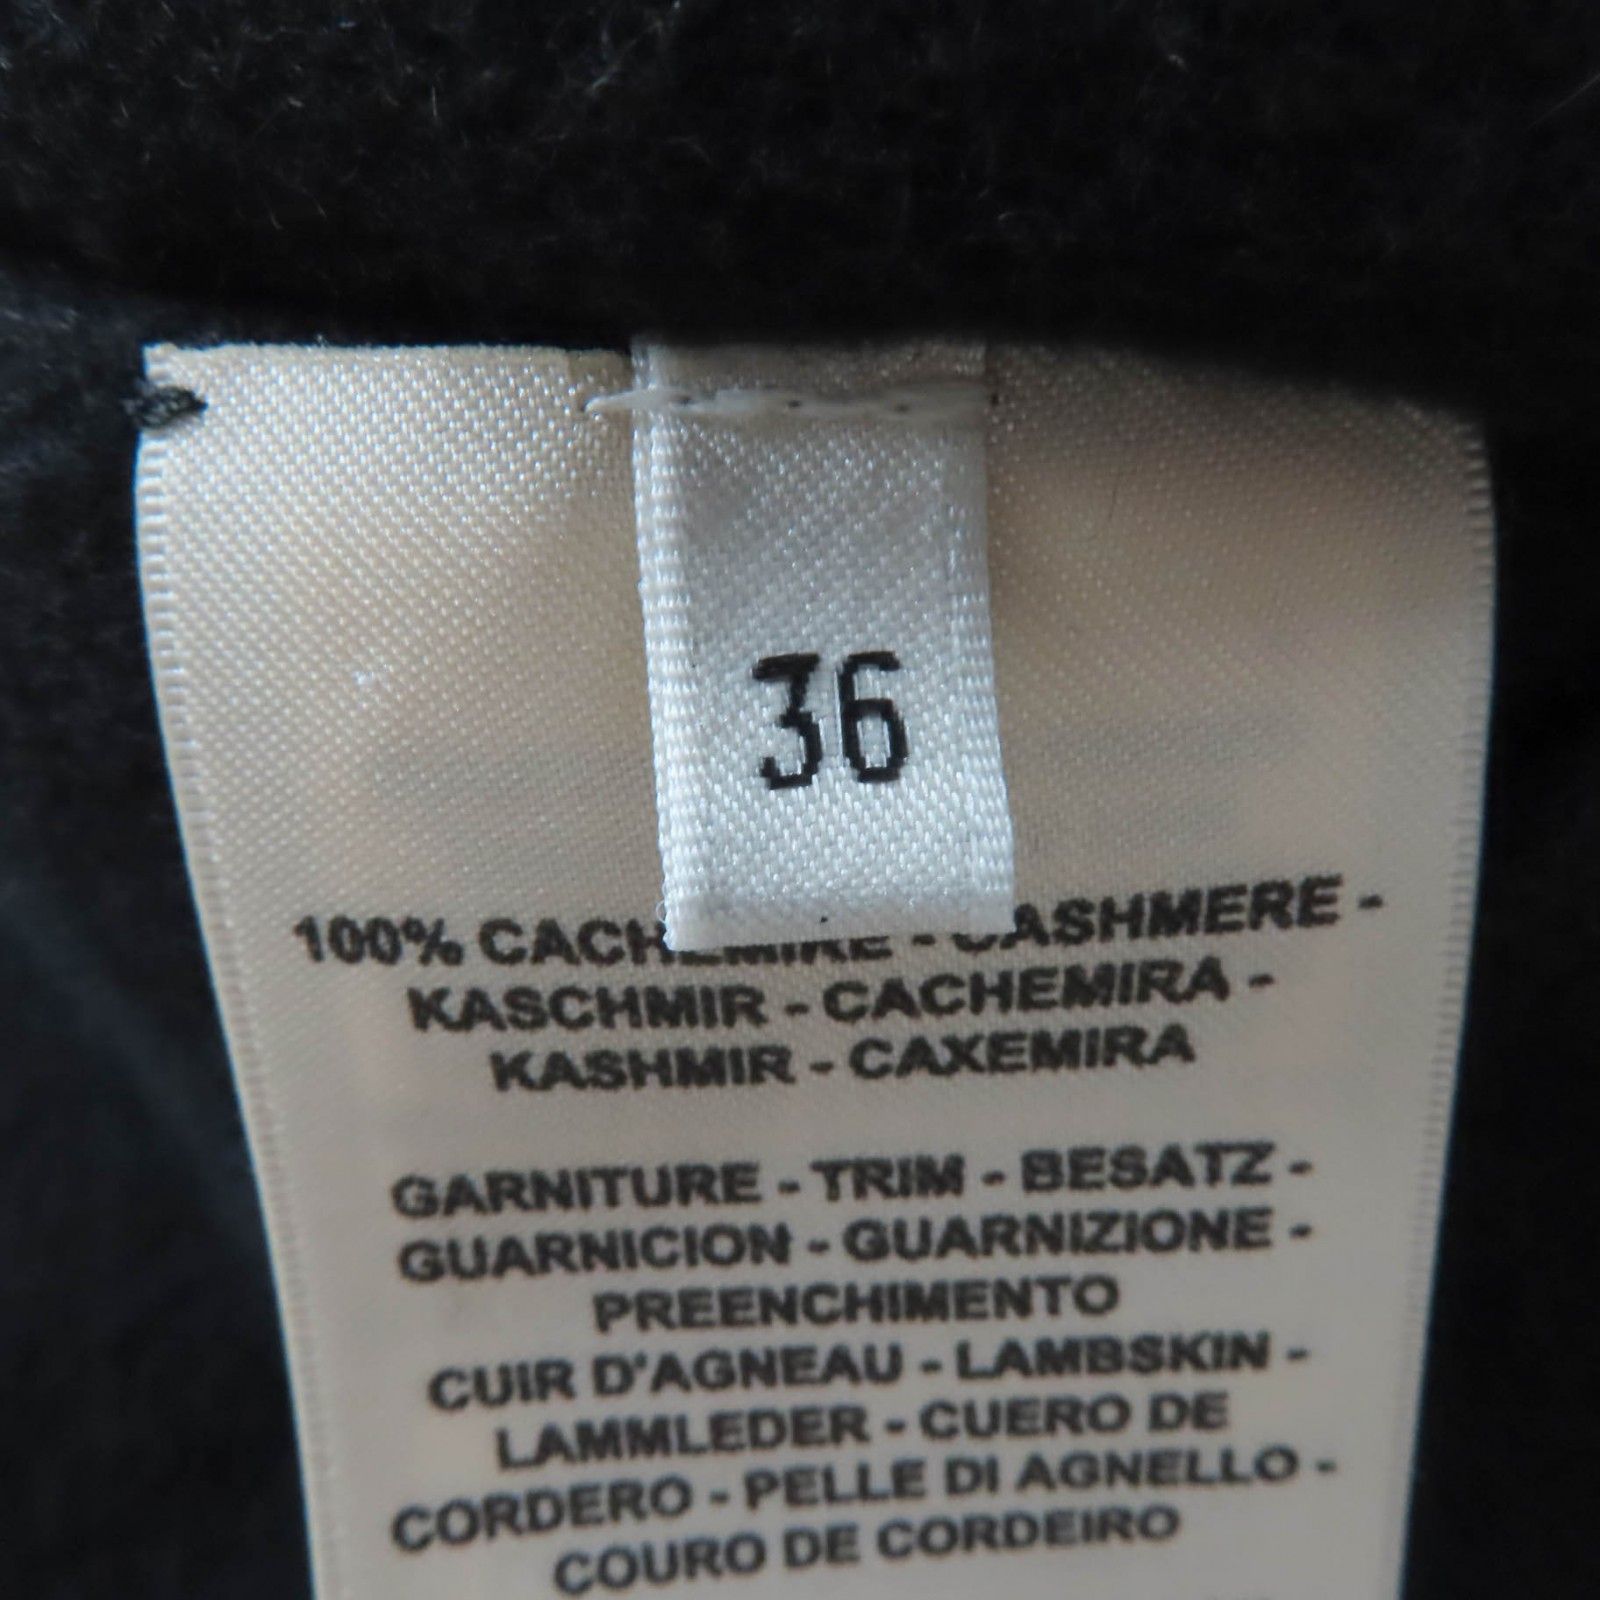 36
100% CACHEMIRE - CASHMERE -
KASCHMIR - CACHEMIRA -
KASHMIR - CAXEMIRA
GARNITURE - TRIM - BESATZ -
GUARNICION - GUARNIZIONE -
PREENCHIMENTO
CUIR D'AGNEAU - LAMBSKIN -
LAMMLEDER - CUERO DE
CORDERO - PELLE DI AGNELLO -
COURO DE CORDEIRO